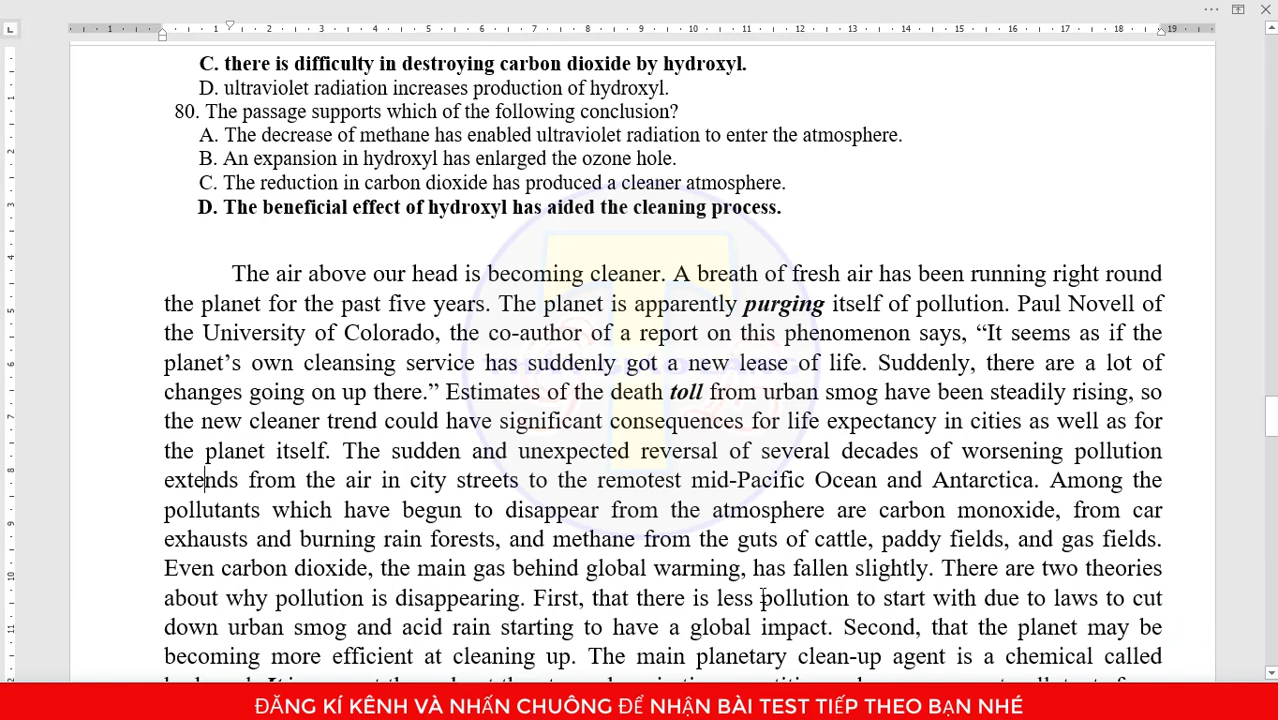 C. there is difficulty in destroying carbon dioxide by hydroxyl.
D. ultraviolet radiation increases production of hydroxyl.
80. The passage supports which of the following conclusion?
A. The decrease of methane has enabled ultraviolet radiation to enter the atmosphere.
B. An expansion in hydroxyl has enlarged the ozone hole.
C. The reduction in carbon dioxide has produced a cleaner atmosphere.
D. The beneficial effect of hydroxyl has aided the cleaning process.
The air above our head is becoming cleaner. A breath of fresh air has been running right round
the planet for the past five years. The planet is apparently purging itself of pollution. Paul Novell of
the University of Colorado, the co-author of a report on this phenomenon says, “It seems as if the
planet’s own cleansing service has suddenly got a new lease of life. Suddenly, there are a lot of
changes going on up there.” Estimates of the death toll from urban smog have been steadily rising, so
the new cleaner trend could have significant consequences for life expectancy in cities as well as for
the planet itself. The sudden and unexpected reversal of several decades of worsening pollution
extends from the air in city streets to the remotest mid-Pacific Ocean and Antarctica. Among the
pollutants which have begun to disappear from the atmosphere are carbon monoxide, from car
exhausts and burning rain forests, and methane from the guts of cattle, paddy fields, and gas fields.
Even carbon dioxide, the main gas behind global warming, has fallen slightly. There are two theories
about why pollution is disappearing. First, that there is less pollution to start with due to laws to cut
down urban smog and acid rain starting to have a global impact. Second, that the planet may be
becoming more efficient at cleaning up. The main planetary clean-up agent is a chemical called
ĐĂNG KÍ KÊNH VÀ NHẤN CHUÔNG ĐỂ NHẬN BÀI TEST TIẾP THEO BẠN NHÉ